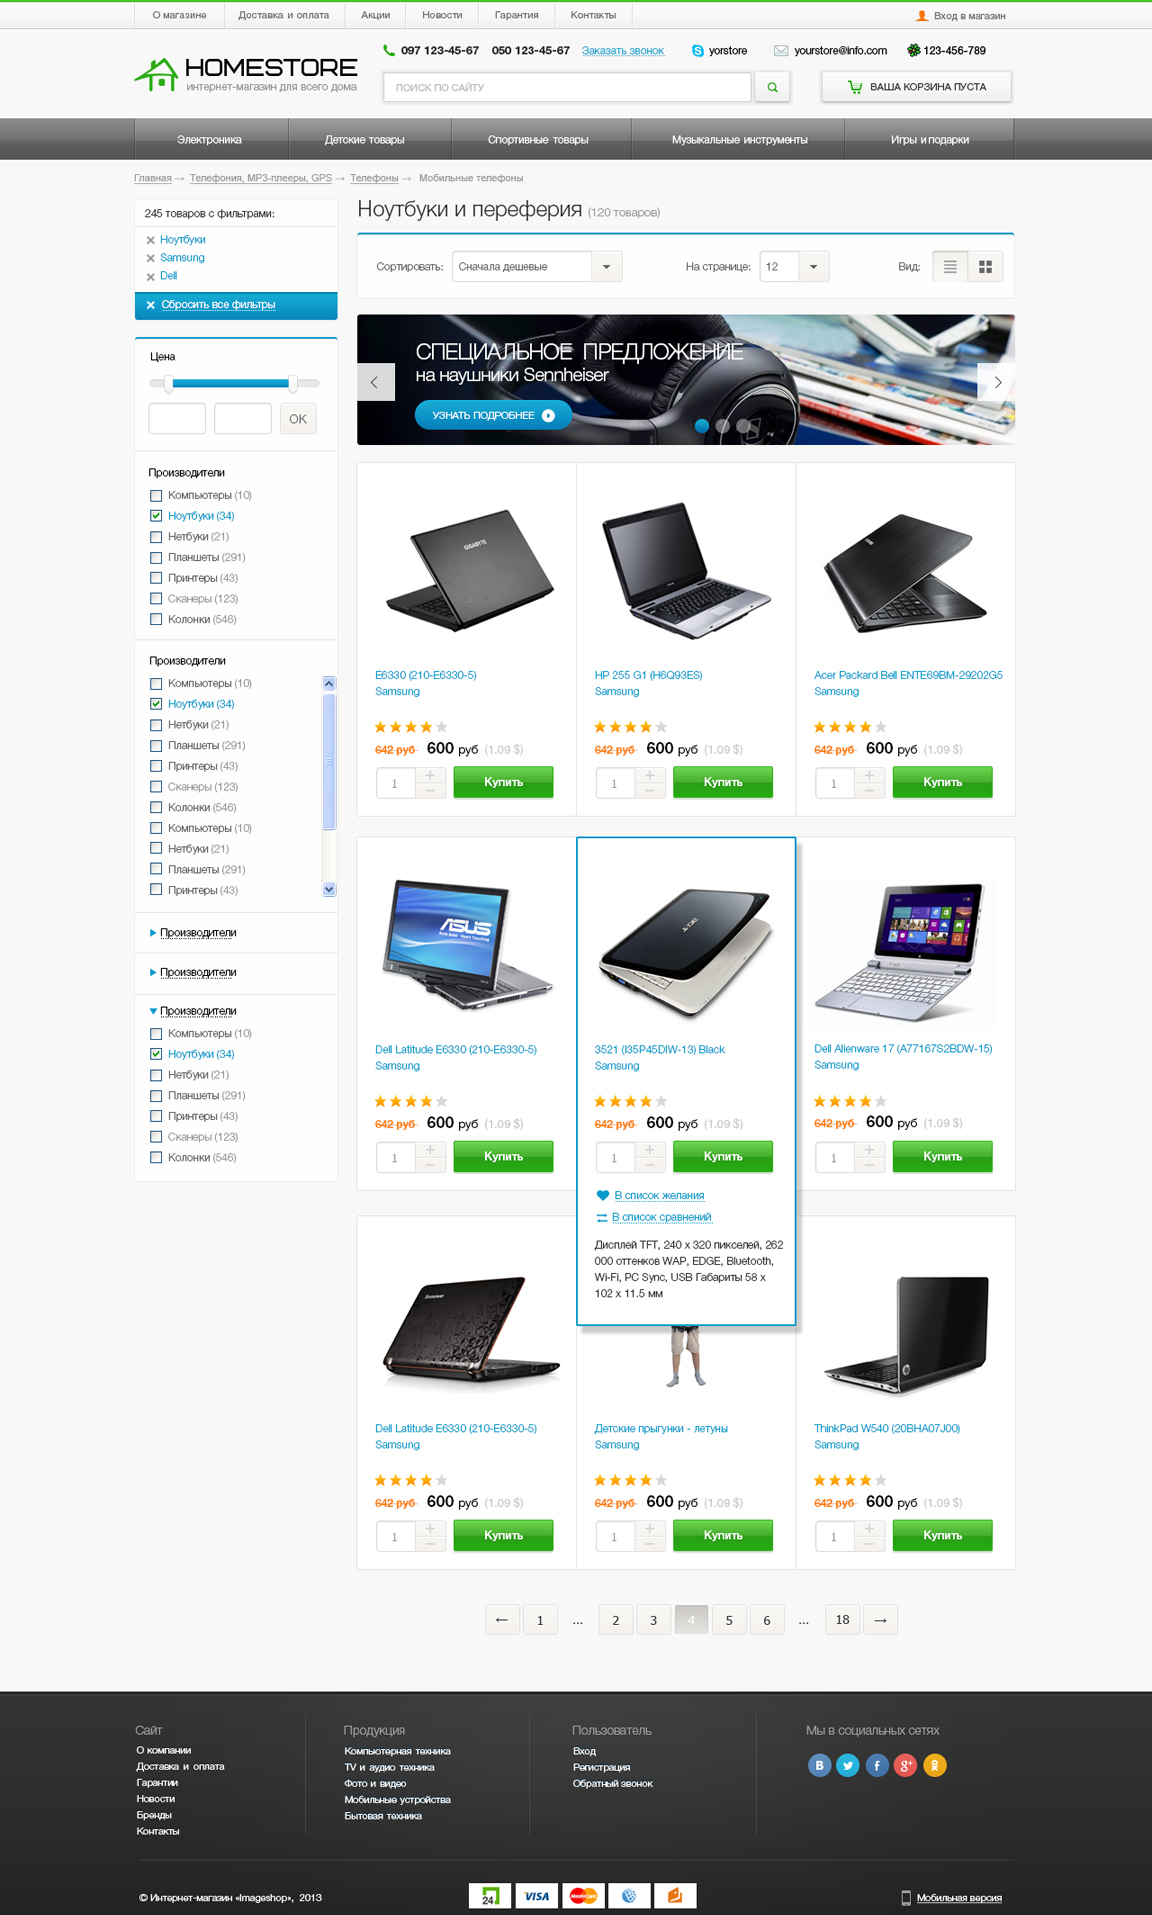 О магазине
Доставка и оплата
Акции
Новости
Гарантия
Контакты
Вход в магазин
HOMESTORE
интернет-магазин для всего дома
097 123-45-67
050 123-45-67
Заказать звонок
yorstore
yourstore@info.com
123-456-789
ПОИСК ПО САЙТУ
ВАША КОРЗИНА ПУСТА
Электроника
Детские товары
Спортивные товары
Музыкальные инструменты
Игры и подарки
Главная → Телефония, MP3-плееры, GPS → Телефоны → Мобильные телефоны
245 товаров с фильтрами:
Ноутбуки
Samsung
Dell
Сбросить все фильтры
Цена
OK
Производители
Компьютеры (10)
Ноутбуки (34)
Нетбуки (21)
Планшеты (291)
Принтеры (43)
Сканеры (123)
Колонки (546)
Производители
Компьютеры (10)
Ноутбуки (34)
Нетбуки (21)
Планшеты (291)
Принтеры (43)
Сканеры (123)
Колонки (546)
Компьютеры (10)
Нетбуки (21)
Планшеты (291)
Принтеры (43)
Производители
Производители
Производители
Компьютеры (10)
Ноутбуки (34)
Нетбуки (21)
Планшеты (291)
Принтеры (43)
Сканеры (123)
Колонки (546)
Ноутбуки и переферия (120 товаров)
Сортировать: Сначала дешевые
На странице: 12
Вид:
СПЕЦИАЛЬНОЕ ПРЕДЛОЖЕНИЕ
на наушники Sennheiser
УЗНАТЬ ПОДРОБНЕЕ
GIGABYTE
E6330 (210-E6330-5)
Samsung
642 руб 600 руб (1.09 $)
1 + − Купить
HP 255 G1 (H6Q93ES)
Samsung
642 руб 600 руб (1.09 $)
1 + − Купить
Acer Packard Bell ENTE69BM-29202G5
Samsung
642 руб 600 руб (1.09 $)
1 + − Купить
ASUS
Dell Latitude E6330 (210-E6330-5)
Samsung
642 руб 600 руб (1.09 $)
1 + − Купить
acer
3521 (I35P45DIW-13) Black
Samsung
642 руб 600 руб (1.09 $)
1 + − Купить
В список желания
В список сравнений
Дисплей TFT, 240 x 320 пикселей, 262
000 оттенков WAP, EDGE, Bluetooth,
Wi-Fi, PC Sync, USB Габариты 58 x
102 x 11.5 мм
Dell Alienware 17 (A77167S2BDW-15)
Samsung
642 руб 600 руб (1.09 $)
1 + − Купить
lenovo
Dell Latitude E6330 (210-E6330-5)
Samsung
642 руб 600 руб (1.09 $)
1 + − Купить
Детские прыгунки - летуны
Samsung
642 руб 600 руб (1.09 $)
1 + − Купить
hp
ThinkPad W540 (20BHA07J00)
Samsung
642 руб 600 руб (1.09 $)
1 + − Купить
← 1 ... 2 3 4 5 6 ... 18 →
Сайт
О компании
Доставка и оплата
Гарантии
Новости
Бренды
Контакты
Продукция
Компьютерная техника
TV и аудио техника
Фото и видео
Мобильные устройства
Бытовая техника
Пользователь
Вход
Регистрация
Обратный звонок
Мы в социальных сетях
B
f
g+
© Интернет-магазин «Imageshop», 2013
24
VISA
MasterCard
Мобильная версия